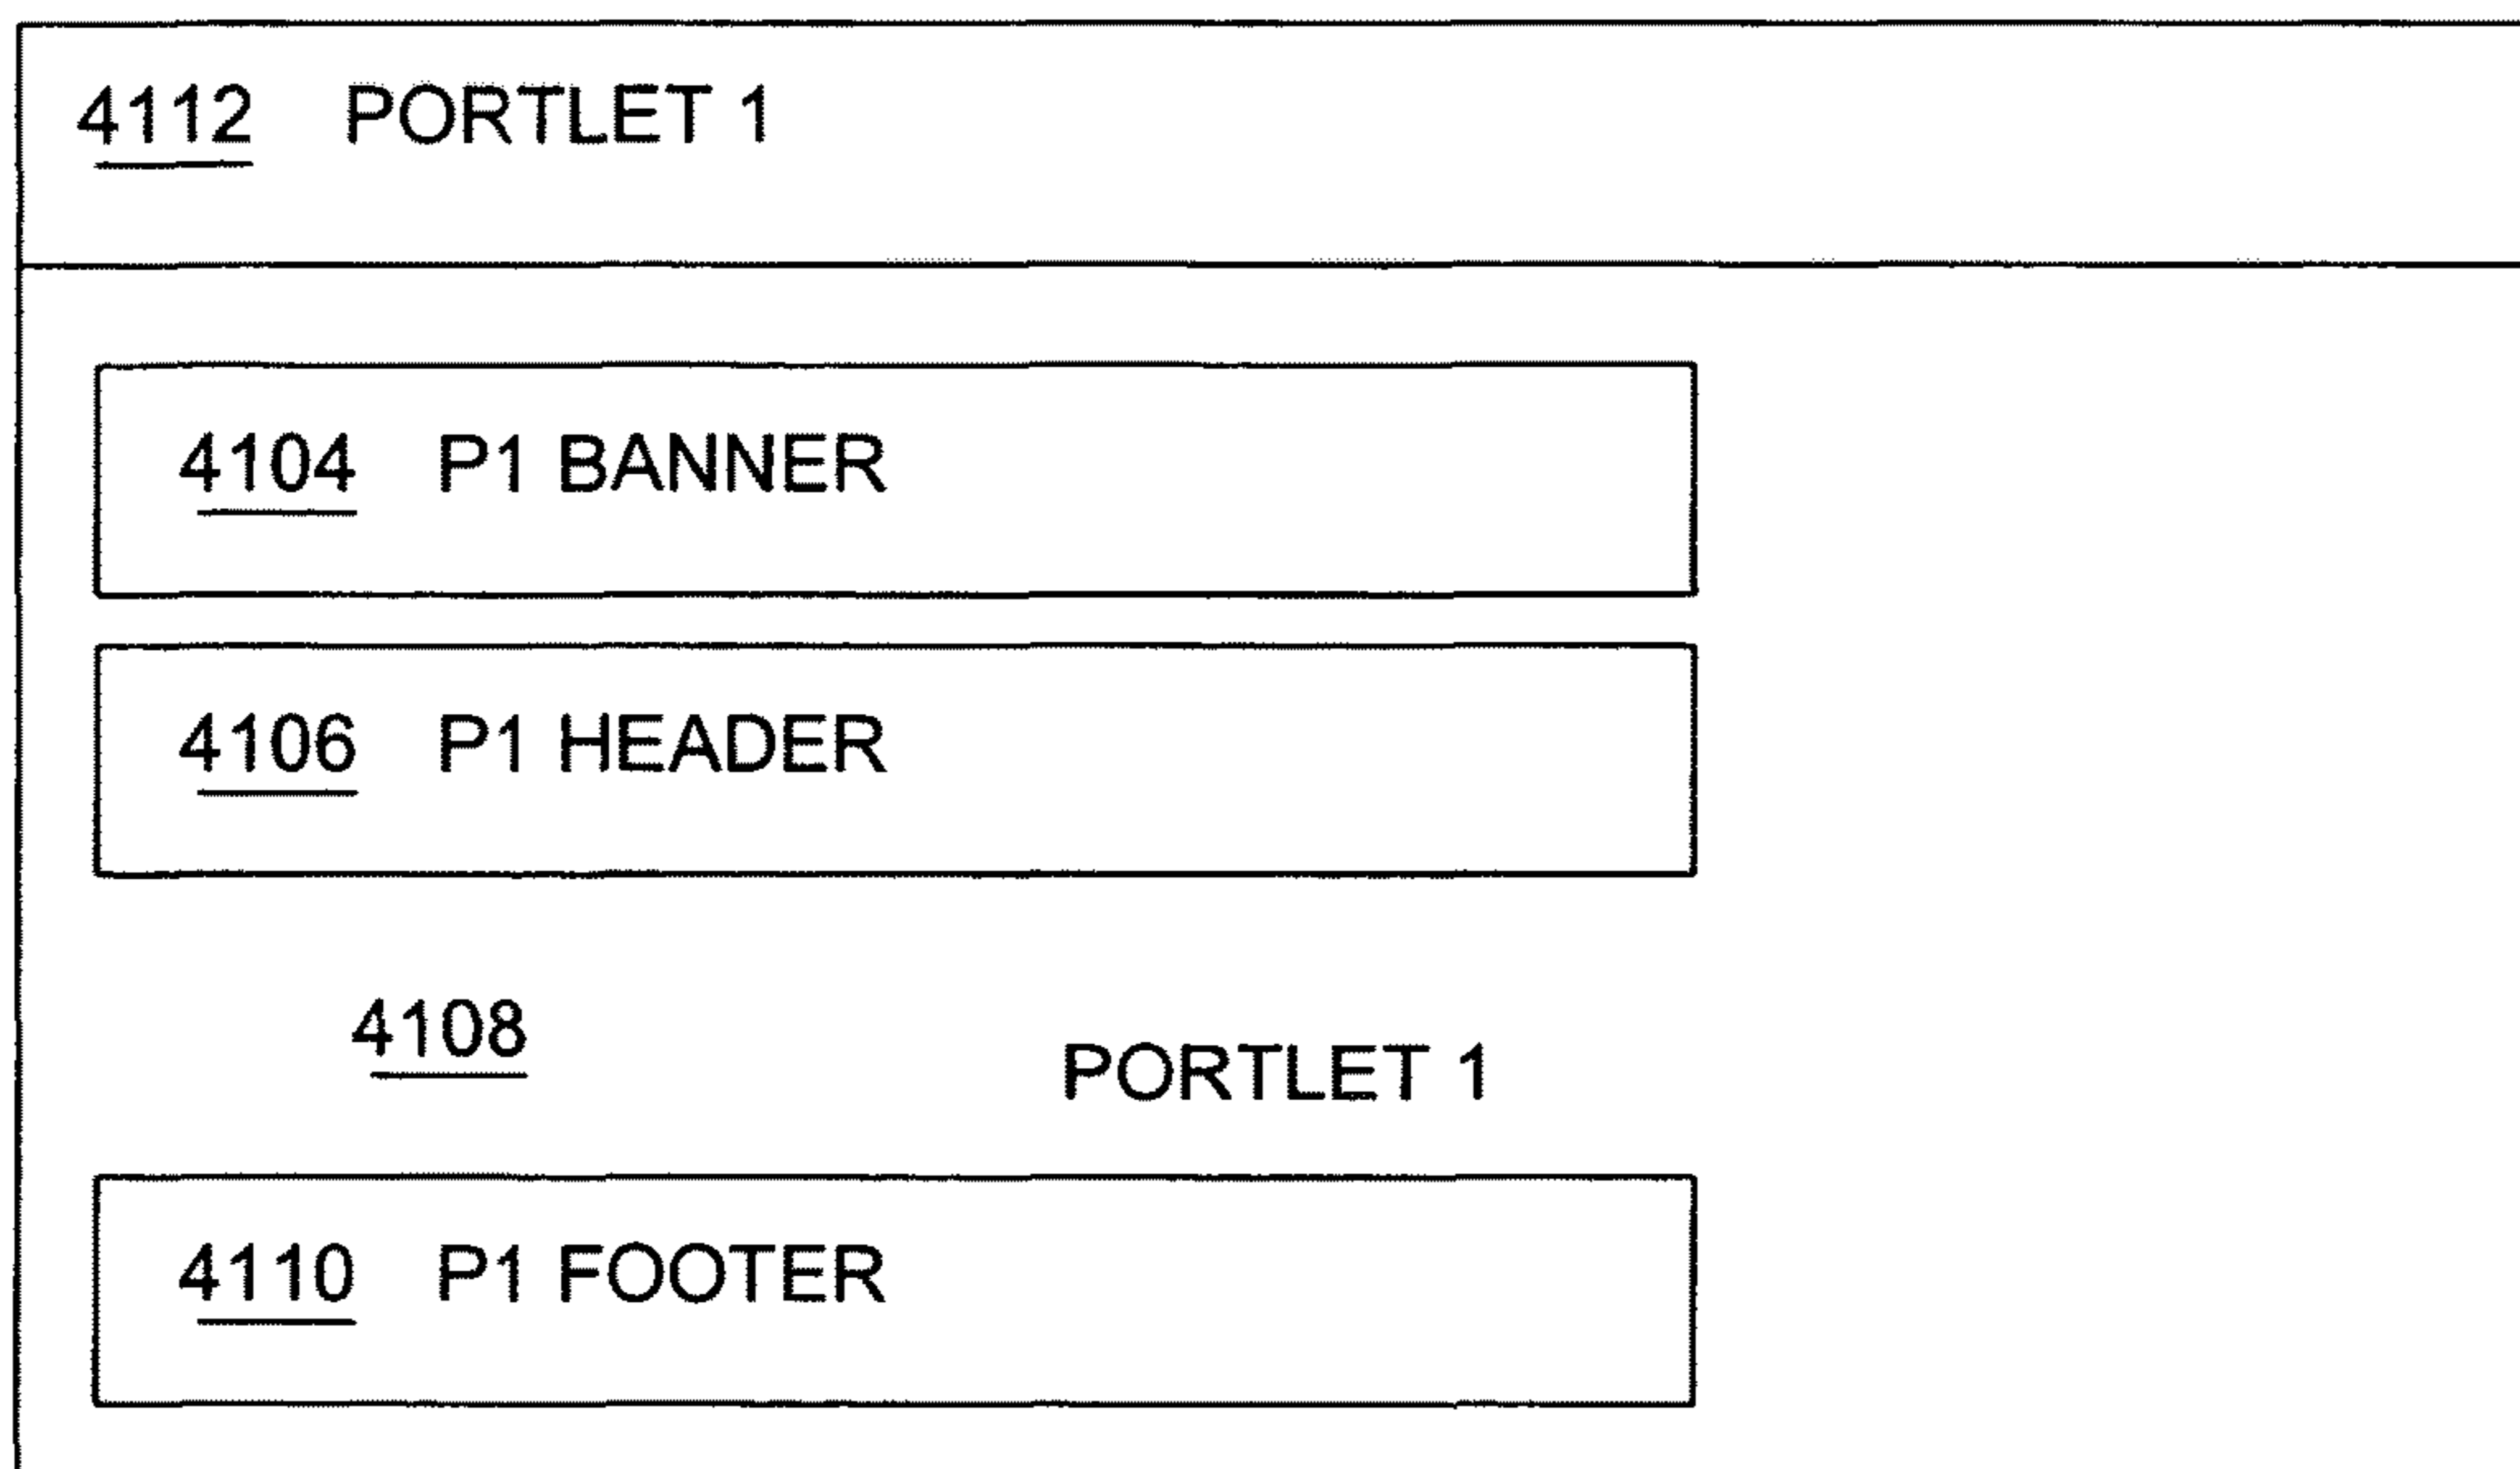 4112 PORTLET 1
4104 P1 BANNER
4106 P1 HEADER
4108 PORTLET 1
4110 P1 FOOTER